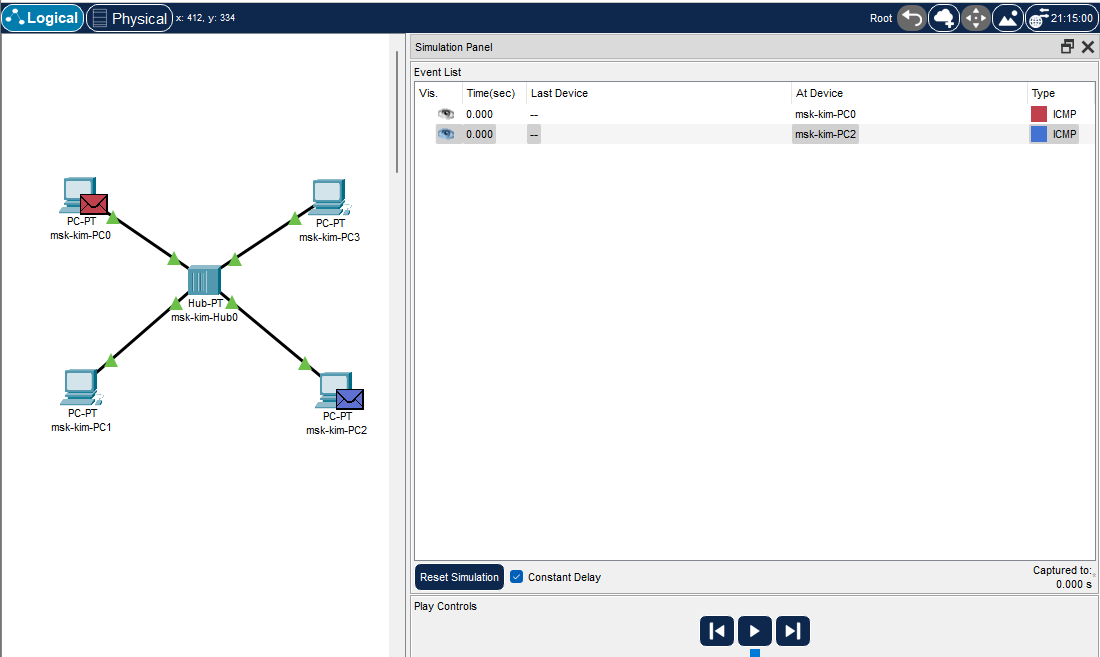 Logical Physical x: 412, y: 334 Root 21:15:00
Simulation Panel
Event List
Vis. Time(sec) Last Device At Device Type
0.000 -- msk-kim-PC0 ICMP
0.000 -- msk-kim-PC2 ICMP
PC-PT
msk-kim-PC0
PC-PT
msk-kim-PC3
Hub-PT
msk-kim-Hub0
PC-PT
msk-kim-PC1
PC-PT
msk-kim-PC2
Reset Simulation Constant Delay
Captured to:
0.000 s
Play Controls